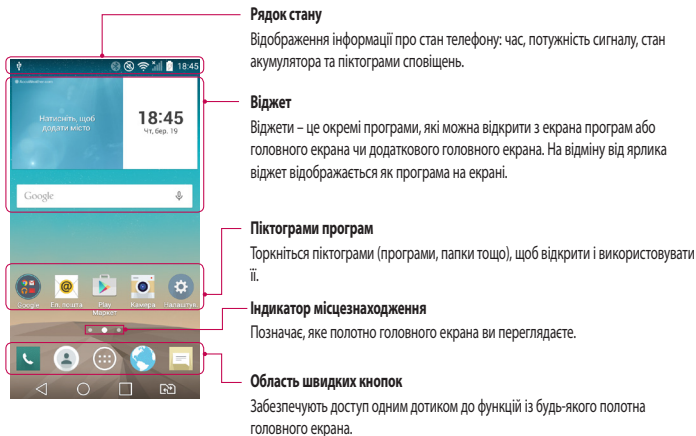 Рядок стану
Відображення інформації про стан телефону: час, потужність сигналу, стан
акумулятора та піктограми сповіщень.
18:45
AccuWeather.com
Натисніть, щоб
додати місто
18:45
Чт, бер. 19
Google
Віджет
Віджети – це окремі програми, які можна відкрити з екрана програм або
головного екрана чи додаткового головного екрана. На відміну від ярлика
віджет відображається як програма на екрані.
Піктограми програм
Торкніться піктограми (програми, папки тощо), щоб відкрити і використовувати
її.
Google Ел. пошта Play Маркет Камера Налаштув
Індикатор місцезнаходження
Позначає, яке полотно головного екрана ви переглядаєте.
Область швидких кнопок
Забезпечують доступ одним дотиком до функцій із будь-якого полотна
головного екрана.